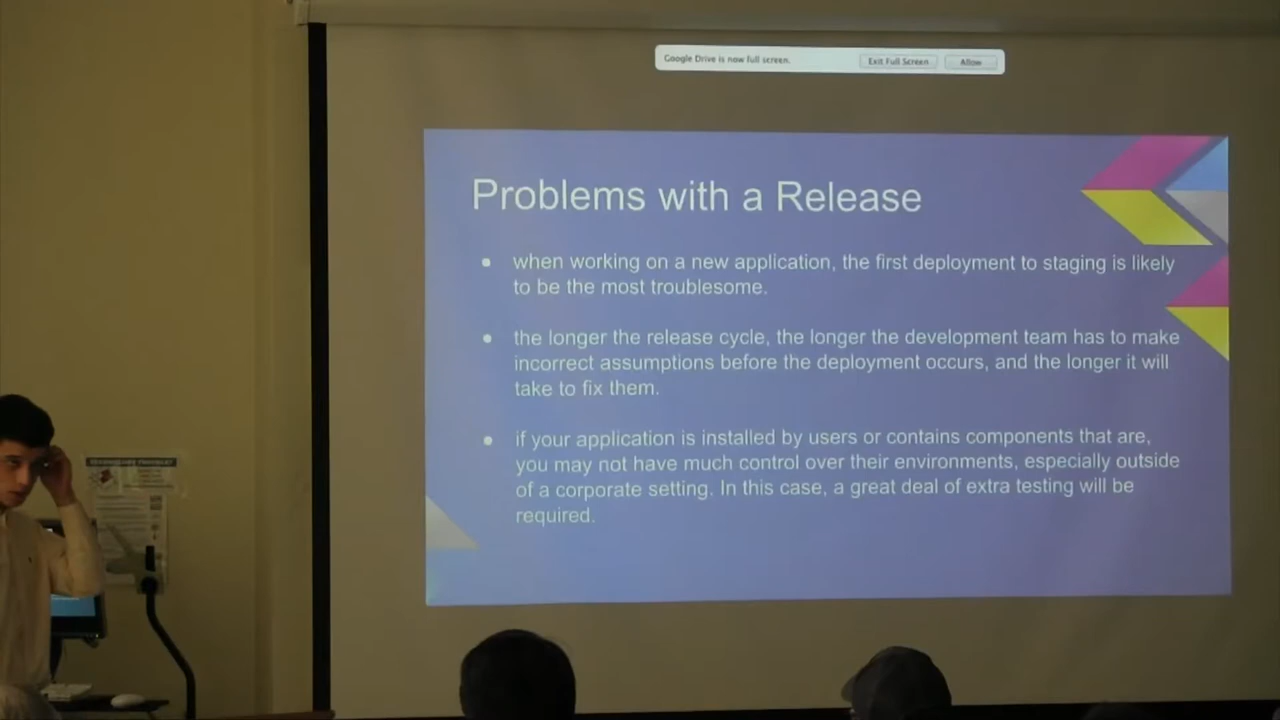 Google Drive is now full screen.
Exit Full Screen
Allow
Problems with a Release
when working on a new application, the first deployment to staging is likely
to be the most troublesome.
the longer the release cycle, the longer the development team has to make
incorrect assumptions before the deployment occurs, and the longer it will
take to fix them.
if your application is installed by users or contains components that are,
you may not have much control over their environments, especially outside
of a corporate setting. In this case, a great deal of extra testing will be
required.